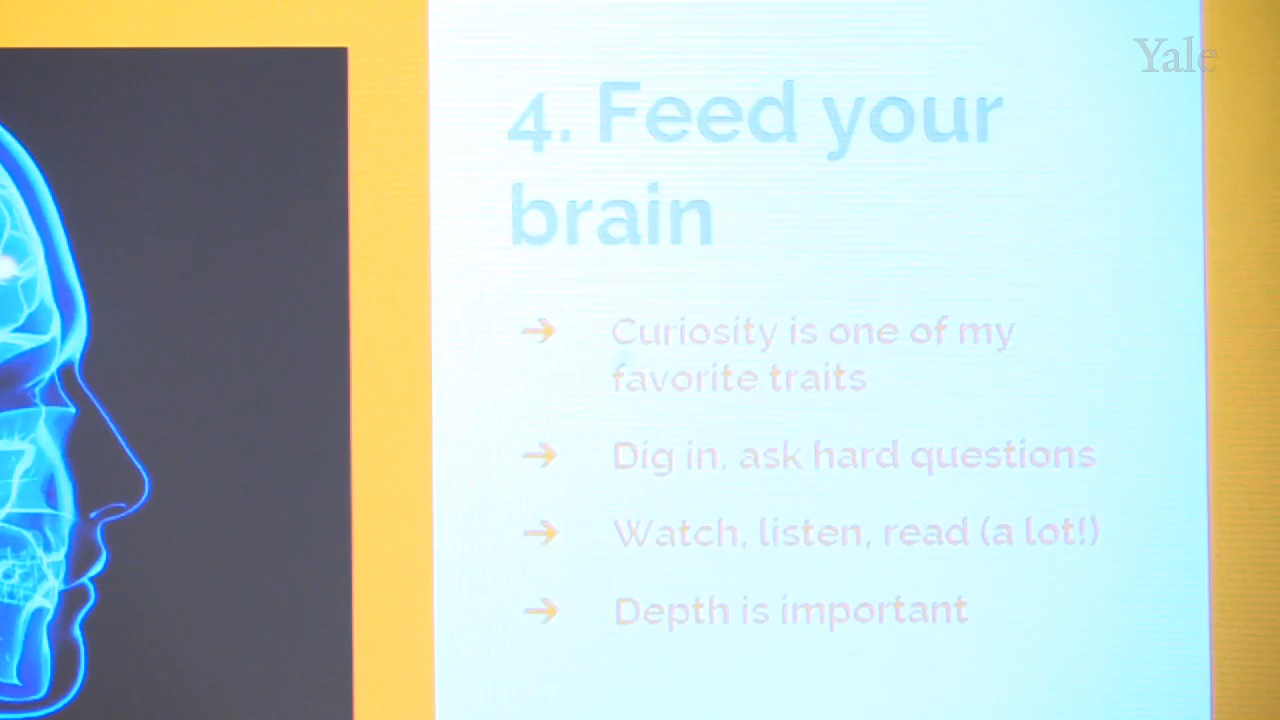 Yale
4. Feed your
brain
→ Curiosity is one of my
favorite traits
→ Dig in, ask hard questions
→ Watch, listen, read (a lot!)
→ Depth is important